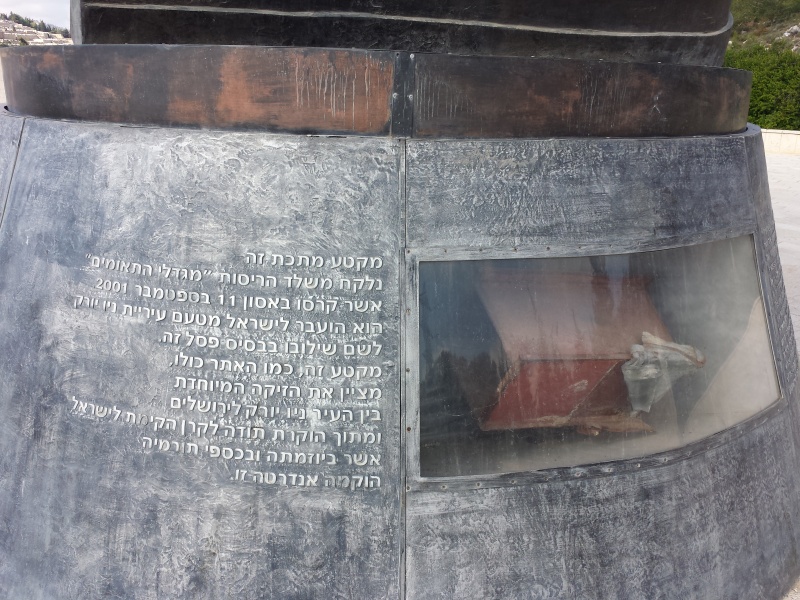 מקטע מתכת זה
נלקח משלד הריסות "מגדלי התאומים"
אשר קרסו באסון 11 בספטמבר 2001
הוא הועבר לישראל מטעם עיריית ניו יורק
לשם שילובו בבסיס פסל זה.
מקטע זה, כמו האתר כולו,
מציין את הזיקה המיוחדת
בין העיר ניו יורק לירושלים
ומתוך הוקרת תודה לקרן הקימת לישראל
אשר ביוזמתה ובכספי תורמיה
הוקמה אנדרטה זו.